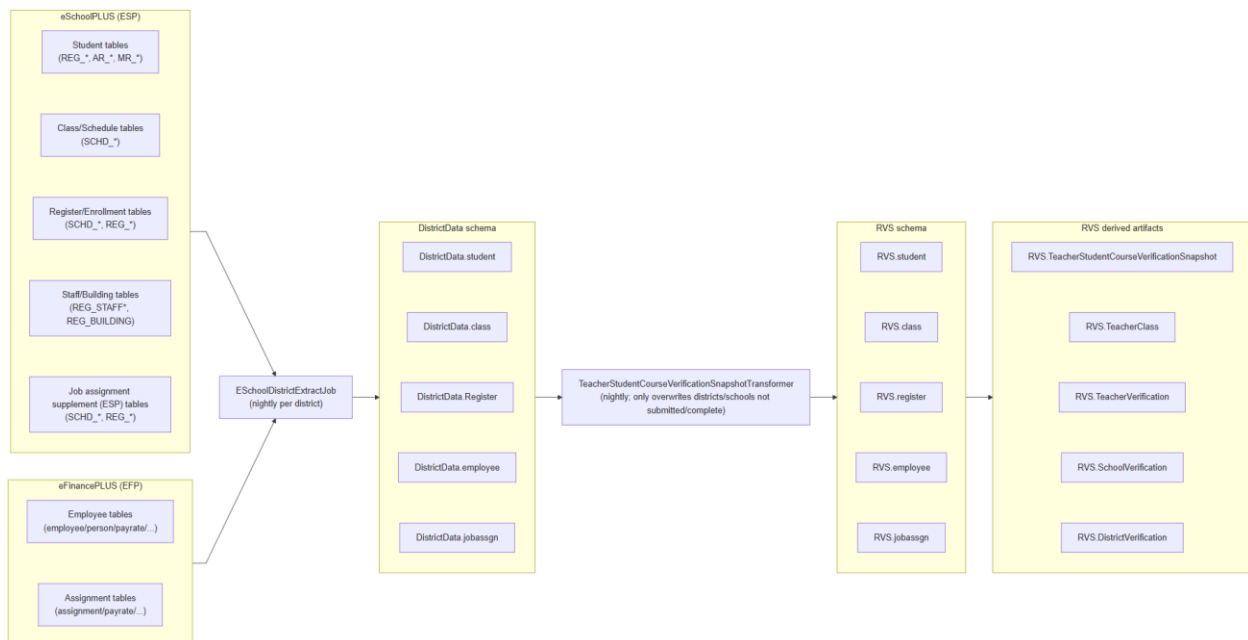 eSchoolPLUS (ESP)
Student tables
(REG_*, AR_*, MR_*)
Class/Schedule tables
(SCHD_*)
Register/Enrollment tables
(SCHD_*, REG_*)
Staff/Building tables
(REG_STAFF*,
REG_BUILDING)
Job assignment
supplement (ESP) tables
(SCHD_*, REG_*)
eFinancePLUS (EFP)
Employee tables
(employee/person/payrate/...)
Assignment tables
(assignment/payrate/...)
ESchoolDistrictExtractJob
(nightly per district)
DistrictData schema
DistrictData.student
DistrictData.class
DistrictData.Register
DistrictData.employee
DistrictData.jobassgn
TeacherStudentCourseVerificationSnapshotTransformer
(nightly; only overwrites districts/schools not
submitted/complete)
RVS schema
RVS.student
RVS.class
RVS.register
RVS.employee
RVS.jobassgn
RVS derived artifacts
RVS.TeacherStudentCourseVerificationSnapshot
RVS.TeacherClass
RVS.TeacherVerification
RVS.SchoolVerification
RVS.DistrictVerification